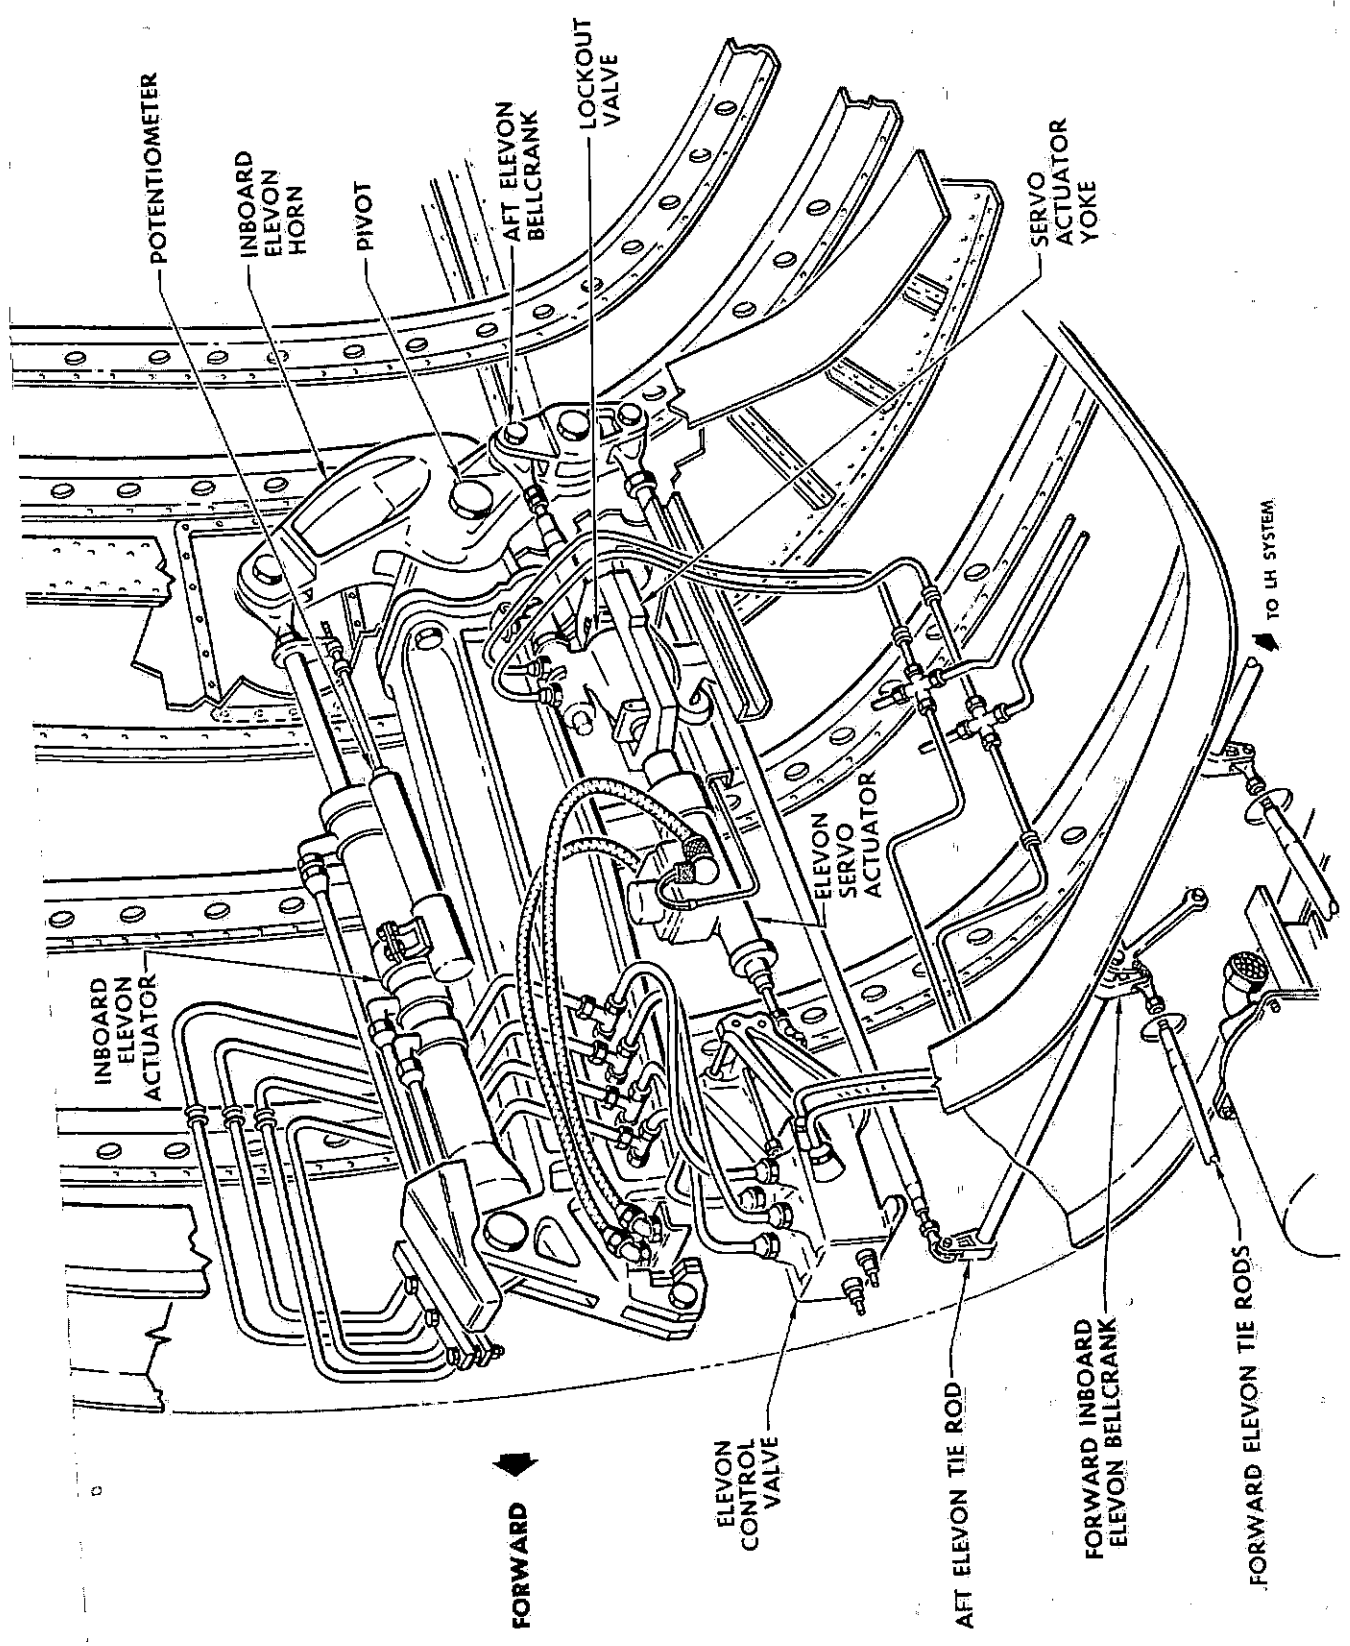 POTENTIOMETER
INBOARD
ELEVON
HORN
PIVOT
AFT ELEVON
BELLCRANK
LOCKOUT
VALVE
SERVO
ACTUATOR
YOKE
INBOARD
ELEVON
ACTUATOR
ELEVON
SERVO
ACTUATOR
TO LH SYSTEM
FORWARD
ELEVON
CONTROL
VALVE
AFT ELEVON TIE ROD
FORWARD INBOARD
ELEVON BELLCRANK
FORWARD ELEVON TIE RODS